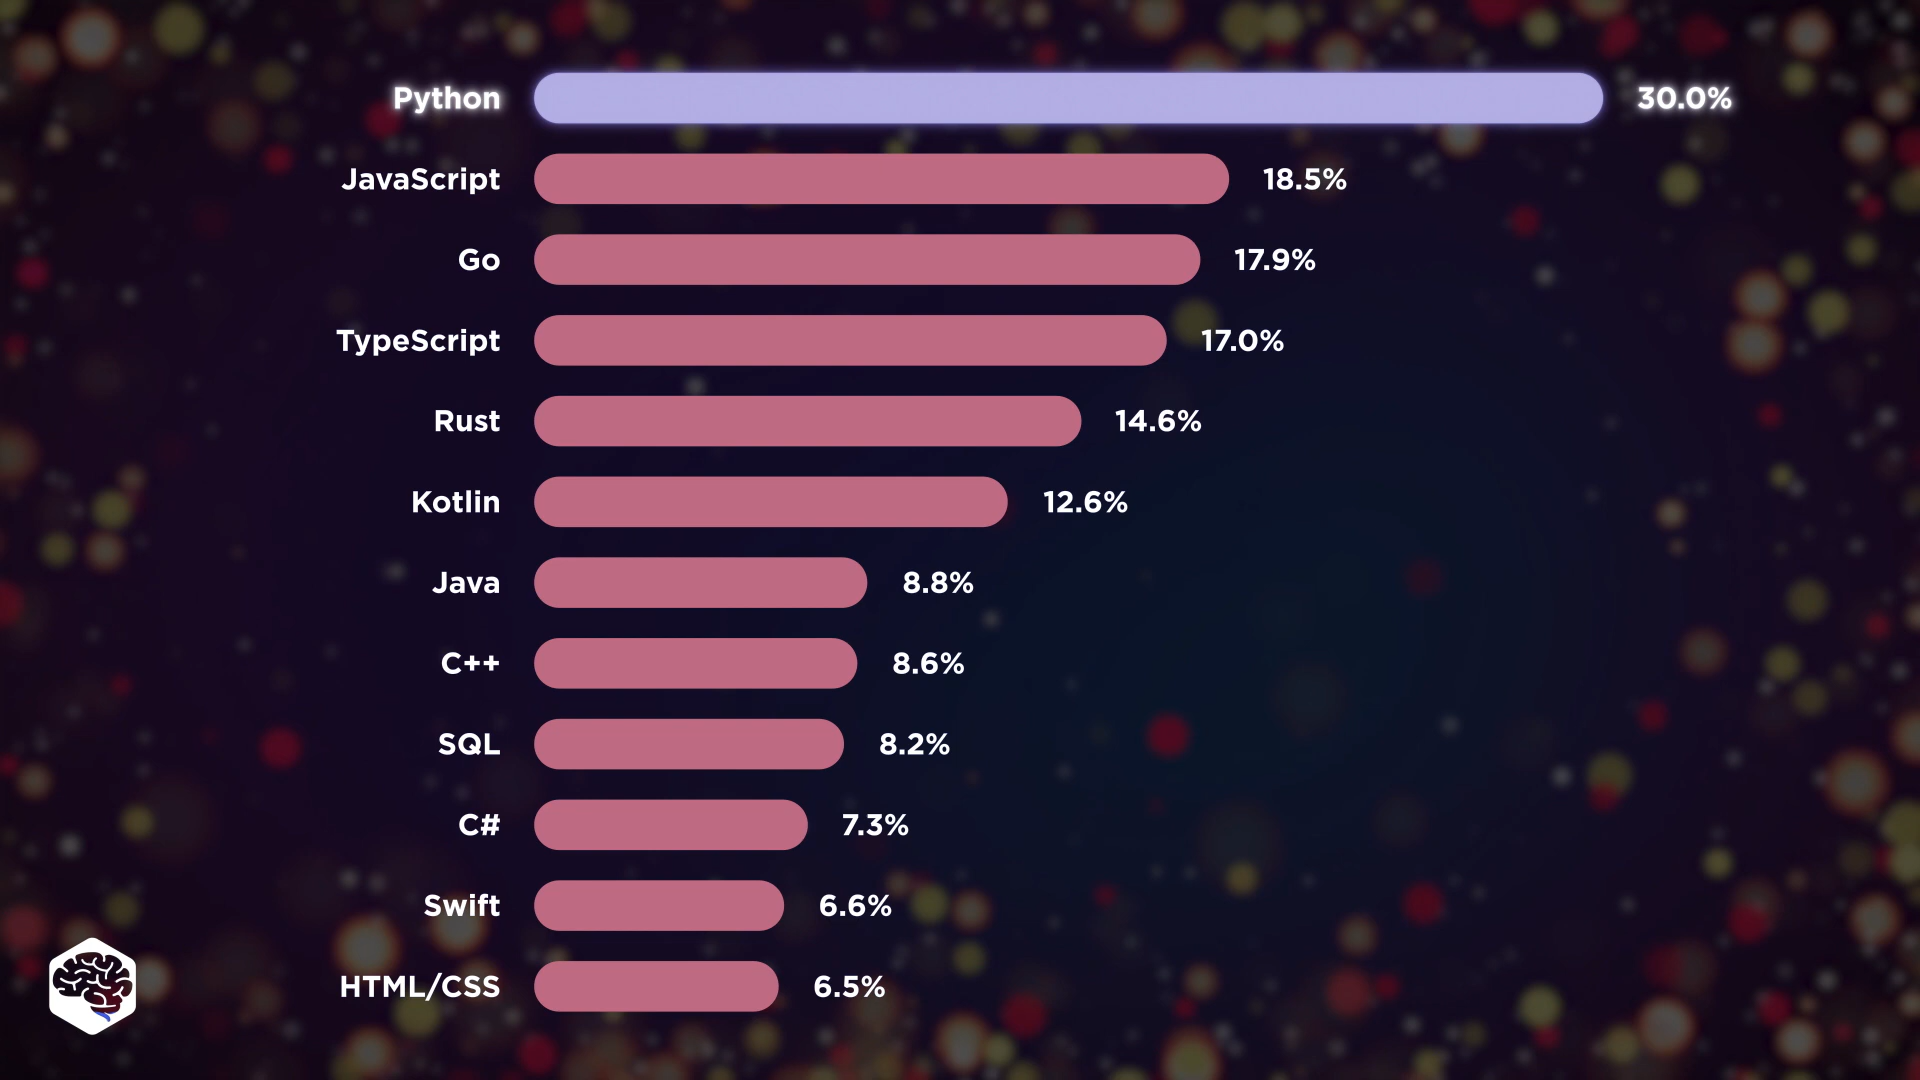 Python 30.0%
JavaScript 18.5%
Go 17.9%
TypeScript 17.0%
Rust 14.6%
Kotlin 12.6%
Java 8.8%
C++ 8.6%
SQL 8.2%
C# 7.3%
Swift 6.6%
HTML/CSS 6.5%